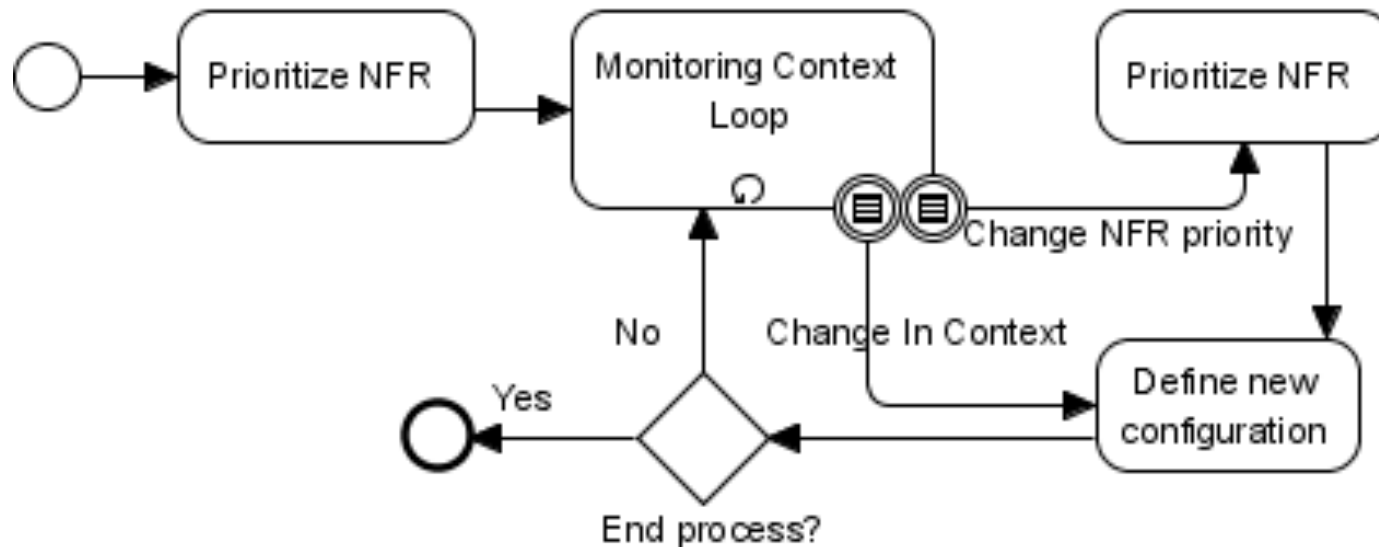 Prioritize NFR
Monitoring Context
Loop
Prioritize NFR
Change NFR priority
No
Change In Context
Yes
Define new
configuration
End process?